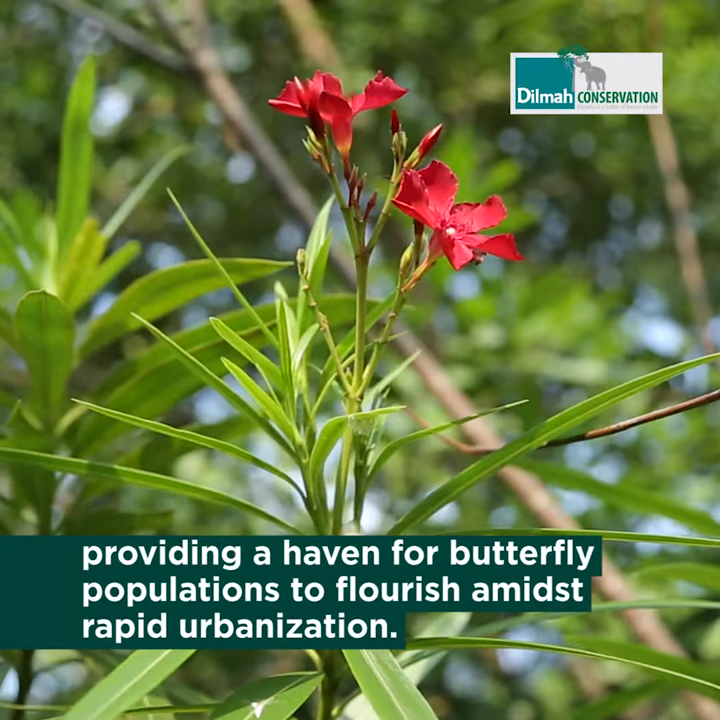 Dilmah CONSERVATION
providing a haven for butterfly
populations to flourish amidst
rapid urbanization.